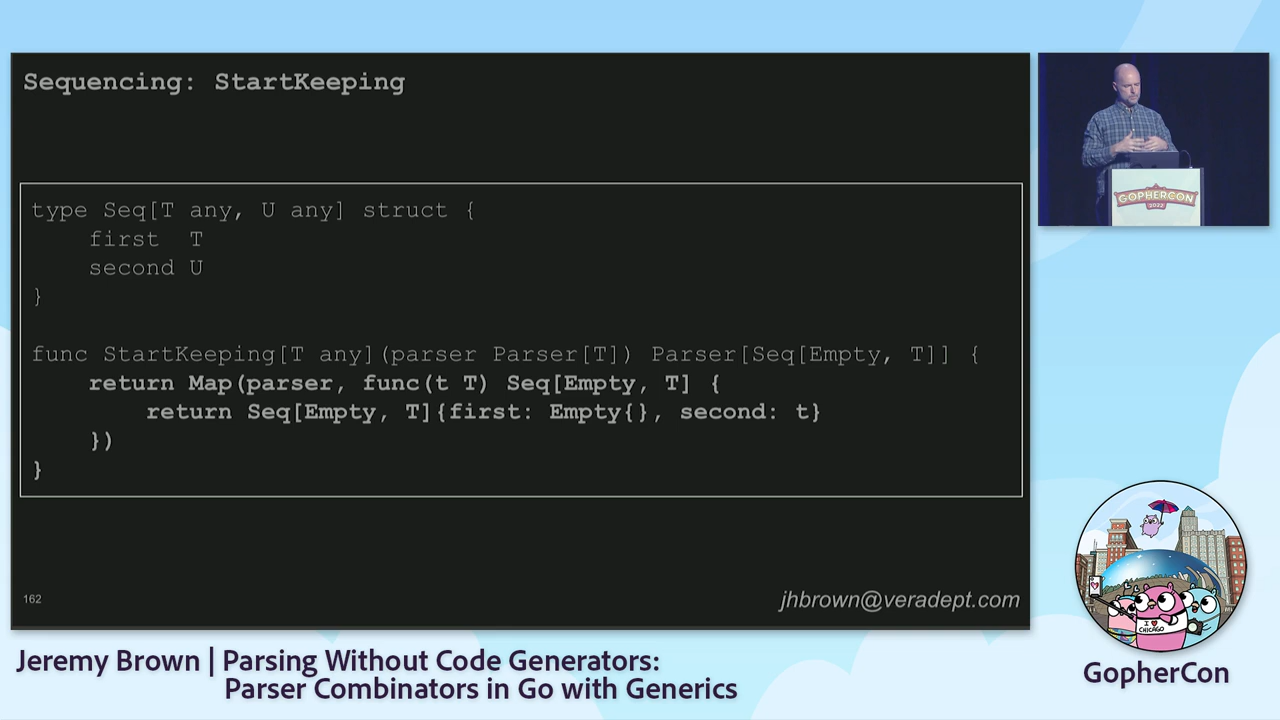 Sequencing: StartKeeping
type Seq[T any, U any] struct {
    first  T
    second U
}
func StartKeeping[T any](parser Parser[T]) Parser[Seq[Empty, T]] {
    return Map(parser, func(t T) Seq[Empty, T] {
        return Seq[Empty, T]{first: Empty{}, second: t}
    })
}
162
jhbrown@veradept.com
GOPHERCON
2022
I ♥
CHICAGO
Jeremy Brown | Parsing Without Code Generators:
Parser Combinators in Go with Generics
GopherCon